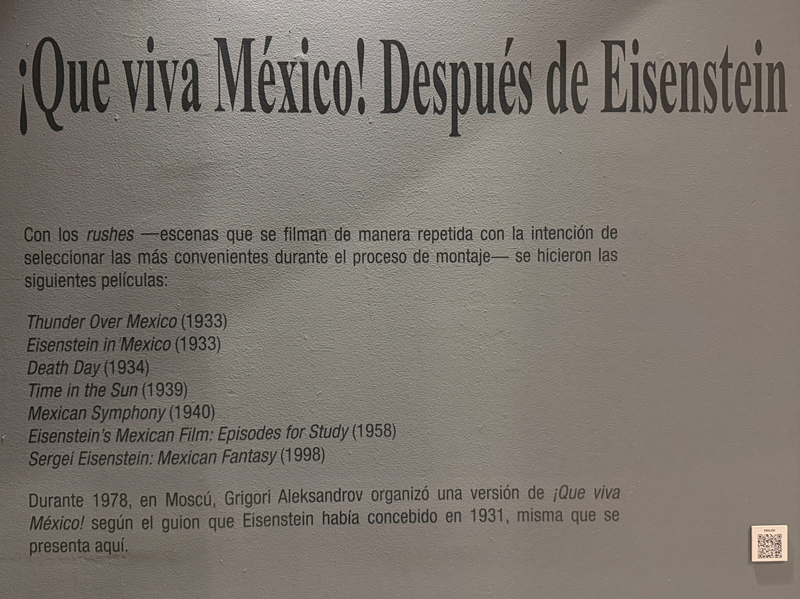 ¡Que viva México! Después de Eisenstein
Con los rushes —escenas que se filman de manera repetida con la intención de
seleccionar las más convenientes durante el proceso de montaje— se hicieron las
siguientes películas:
Thunder Over Mexico (1933)
Eisenstein in Mexico (1933)
Death Day (1934)
Time in the Sun (1939)
Mexican Symphony (1940)
Eisenstein's Mexican Film: Episodes for Study (1958)
Sergei Eisenstein: Mexican Fantasy (1998)
Durante 1978, en Moscú, Grigori Aleksandrov organizó una versión de ¡Que viva
México! según el guion que Eisenstein había concebido en 1931, misma que se
presenta aquí.